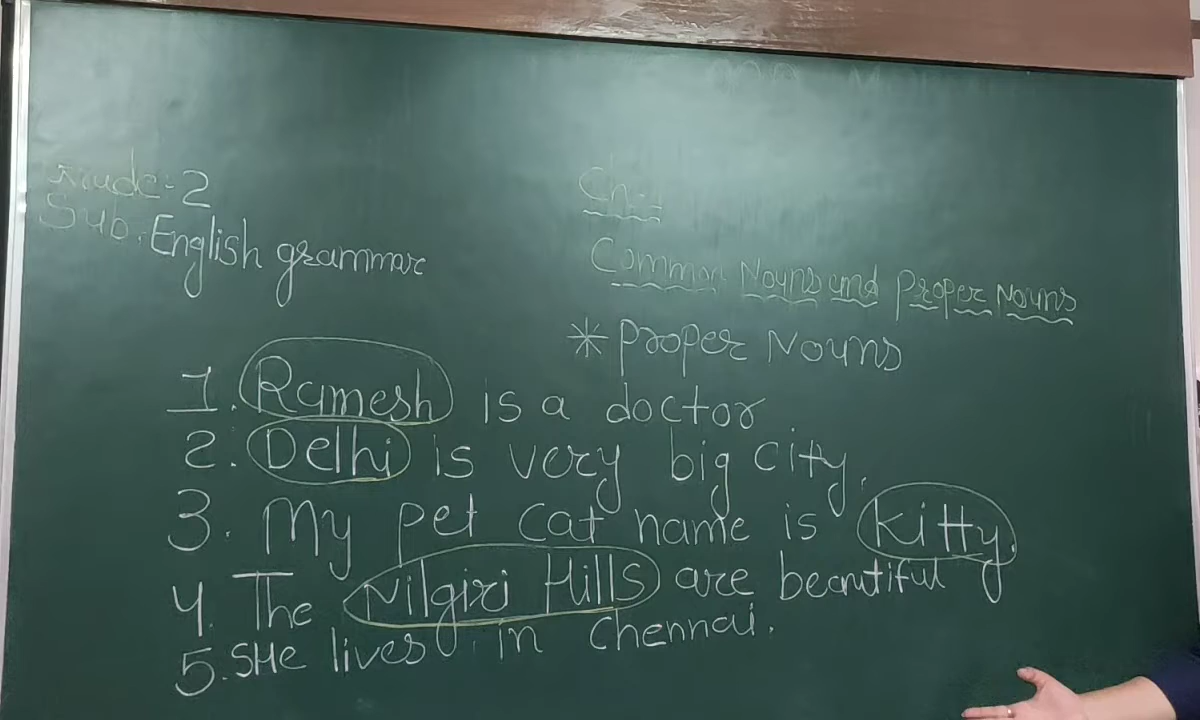 Grade-2
Sub: English grammar
Ch-1
Common Nouns and Proper Nouns
* Proper Nouns
1. Ramesh is a doctor
2. Delhi is very big city.
3. My pet cat name is Kitty.
4. The Nilgiri Hills are beautiful
5. SHe lives in Chennai.